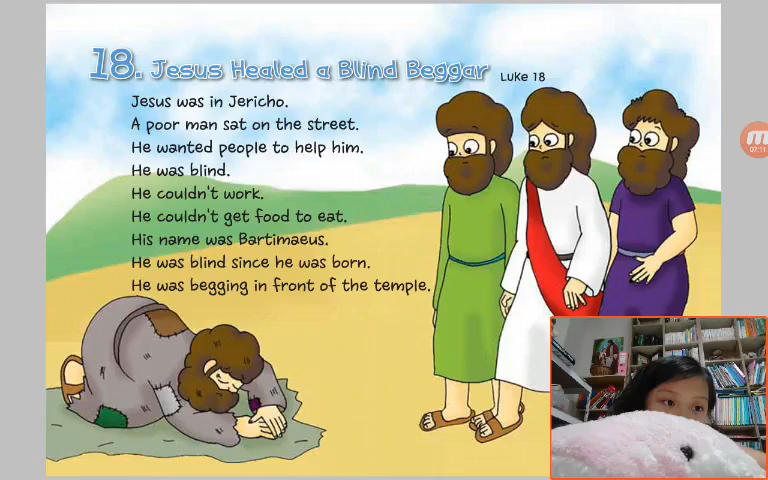 18. Jesus Healed a Blind Beggar Luke 18
Jesus was in Jericho.
A poor man sat on the street.
He wanted people to help him.
He was blind.
He couldn't work.
He couldn't get food to eat.
His name was Bartimaeus.
He was blind since he was born.
He was begging in front of the temple.
07:11